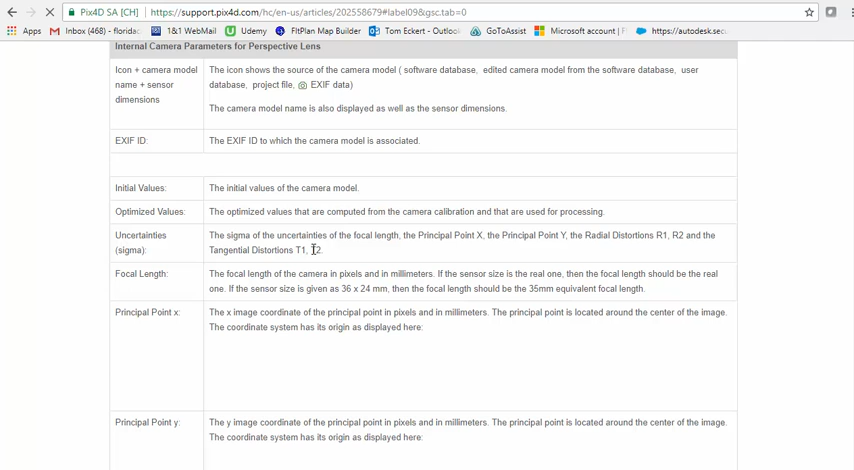 Pix4D SA [CH] https://support.pix4d.com/hc/en-us/articles/202558679#label09&gsc.tab=0
Apps Inbox (468) - floridac 1&1 WebMail Udemy FltPlan Map Builder Tom Eckert - Outlook GoToAssist Microsoft account | https://autodesk.sec
Internal Camera Parameters for Perspective Lens
Icon + camera model The icon shows the source of the camera model ( software database, edited camera model from the software database, user
name + sensor database, project file, EXIF data)
dimensions
The camera model name is also displayed as well as the sensor dimensions.
EXIF ID: The EXIF ID to which the camera model is associated.
Initial Values: The initial values of the camera model.
Optimized Values: The optimized values that are computed from the camera calibration and that are used for processing.
Uncertainties The sigma of the uncertainties of the focal length, the Principal Point X, the Principal Point Y, the Radial Distortions R1, R2 and the
(sigma): Tangential Distortions T1, T2.
Focal Length: The focal length of the camera in pixels and in millimeters. If the sensor size is the real one, then the focal length should be the real
one. If the sensor size is given as 36 x 24 mm, then the focal length should be the 35mm equivalent focal length.
Principal Point x: The x image coordinate of the principal point in pixels and in millimeters. The principal point is located around the center of the image.
The coordinate system has its origin as displayed here:
Principal Point y: The y image coordinate of the principal point in pixels and in millimeters. The principal point is located around the center of the image.
The coordinate system has its origin as displayed here: